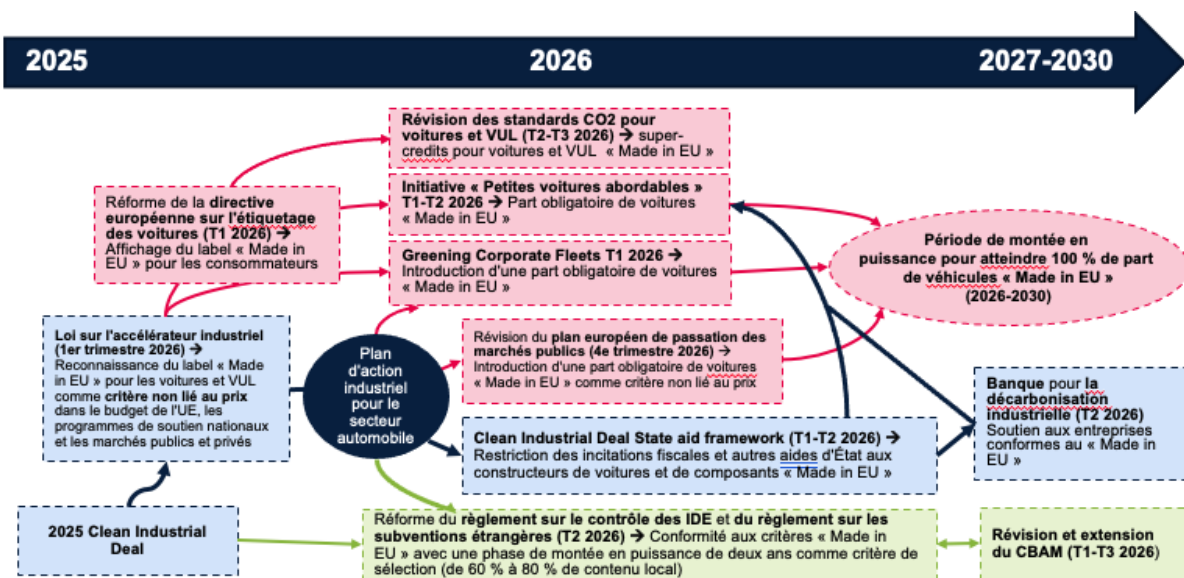 2025
2026
2027-2030
Révision des standards CO2 pour
voitures et VUL (T2-T3 2026) → super-
credits pour voitures et VUL « Made in EU »
Réforme de la directive
européenne sur l'étiquetage
des voitures (T1 2026) →
Affichage du label « Made in
EU » pour les consommateurs
Initiative « Petites voitures abordables »
T1-T2 2026 → Part obligatoire de voitures
« Made in EU »
Greening Corporate Fleets T1 2026 →
Introduction d'une part obligatoire de voitures
« Made in EU »
Période de montée en
puissance pour atteindre 100 % de part
de véhicules « Made in EU »
(2026-2030)
Loi sur l'accélérateur industriel
(1er trimestre 2026) →
Reconnaissance du label « Made
in EU » pour les voitures et VUL
comme critère non lié au prix
dans le budget de l'UE, les
programmes de soutien nationaux
et les marchés publics et privés
Plan
d'action
industriel
pour le
secteur
automobile
Révision du plan européen de passation des
marchés publics (4e trimestre 2026) →
Introduction d'une part obligatoire de voitures
« Made in EU » comme critère non lié au prix
Clean Industrial Deal State aid framework (T1-T2 2026) →
Restriction des incitations fiscales et autres aides d'État aux
constructeurs de voitures et de composants « Made in EU »
Banque pour la
décarbonisation
industrielle (T2 2026)
Soutien aux entreprises
conformes au « Made in
EU »
2025 Clean Industrial
Deal
Réforme du règlement sur le contrôle des IDE et du règlement sur les
subventions étrangères (T2 2026) → Conformité aux critères « Made in
EU » avec une phase de montée en puissance de deux ans comme critère de
sélection (de 60 % à 80 % de contenu local)
Révision et extension
du CBAM (T1-T3 2026)